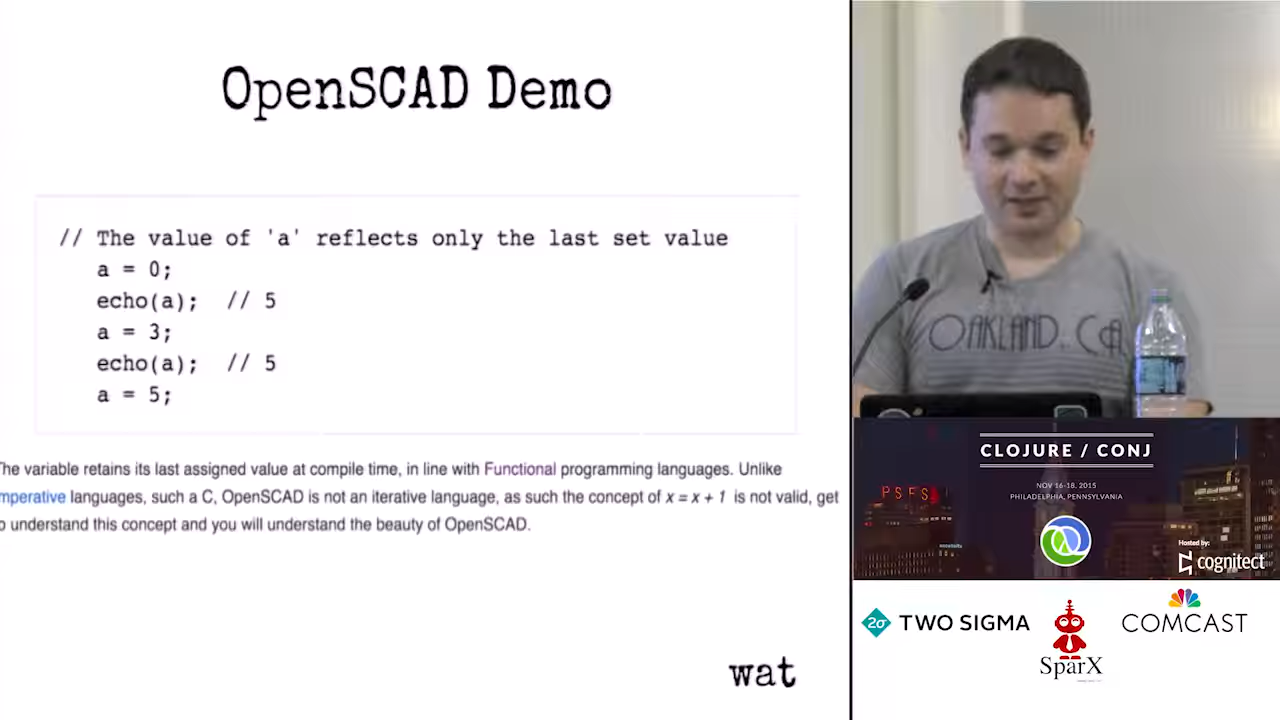 OpenSCAD Demo
// The value of 'a' reflects only the last set value
a = 0;
echo(a); // 5
a = 3;
echo(a); // 5
a = 5;
The variable retains its last assigned value at compile time, in line with Functional programming languages. Unlike
mperative languages, such a C, OpenSCAD is not an iterative language, as such the concept of x = x + 1 is not valid, get
o understand this concept and you will understand the beauty of OpenSCAD.
wat
OAKLAND, CA
CLOJURE / CONJ
NOV 16-18, 2015
PHILADELPHIA, PENNSYLVANIA
PSFS
Hosted by:
cognitect
2σ TWO SIGMA
SparX
COMCAST